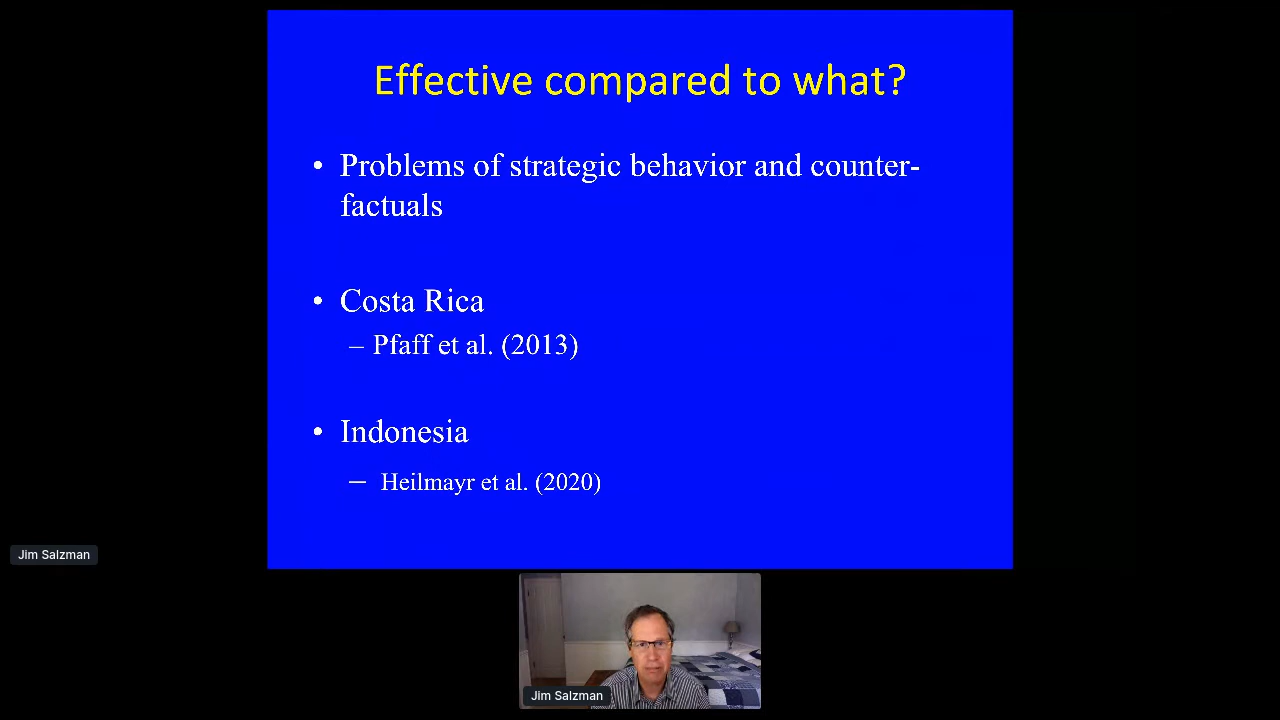 Effective compared to what?
• Problems of strategic behavior and counter-
factuals
• Costa Rica
– Pfaff et al. (2013)
• Indonesia
– Heilmayr et al. (2020)
Jim Salzman
Jim Salzman